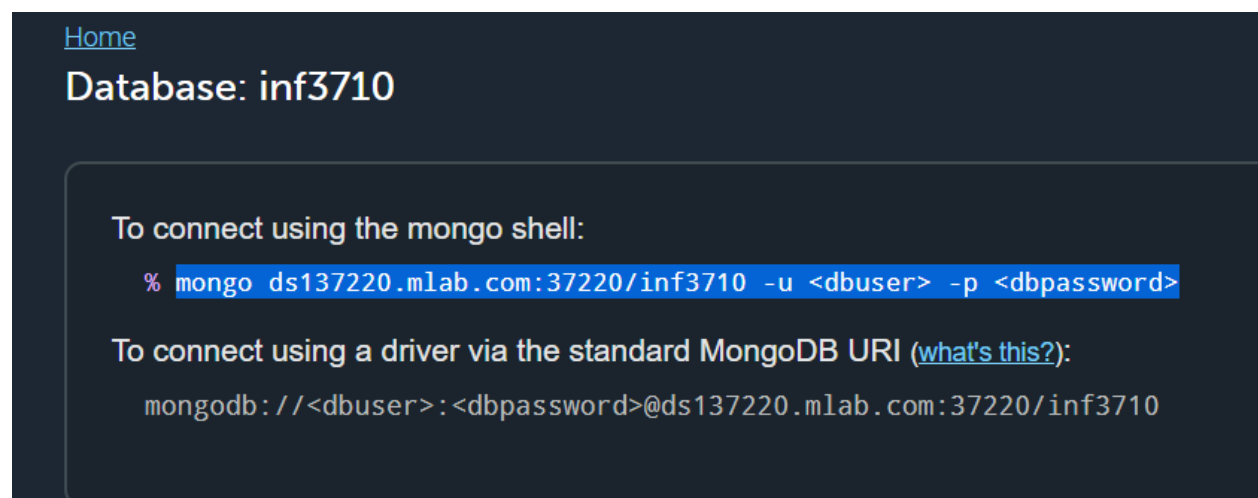 Home
Database: inf3710
To connect using the mongo shell:
% mongo ds137220.mlab.com:37220/inf3710 -u <dbuser> -p <dbpassword>
To connect using a driver via the standard MongoDB URI (what's this?):
mongodb://<dbuser>:<dbpassword>@ds137220.mlab.com:37220/inf3710